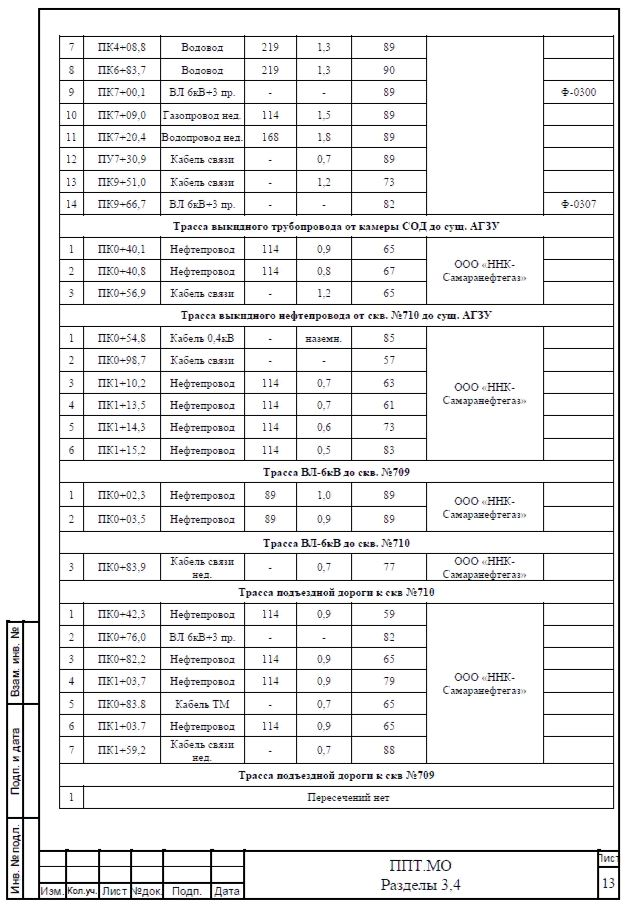 7 ПК4+08,8 Водовод 219 1,3 89
8 ПК6+83,7 Водовод 219 1,3 90
9 ПК7+00,1 ВЛ 6кВ+3 пр. - - 89 Ф-0300
10 ПК7+09,0 Газопровод нед. 114 1,5 89
11 ПК7+20,4 Водопровод нед. 168 1,8 89
12 ПУ7+30,9 Кабель связи - 0,7 89
13 ПК9+51,0 Кабель связи - 1,2 73
14 ПК9+66,7 ВЛ 6кВ+3 пр. - - 82 Ф-0307
Трасса выкидного трубопровода от камеры СОД до сущ. АГЗУ
1 ПК0+40,1 Нефтепровод 114 0,9 65
ООО «ННК-
2 ПК0+40,8 Нефтепровод 114 0,8 67
Самаранефтегаз»
3 ПК0+56,9 Кабель связи - 1,2 65
Трасса выкидного нефтепровода от скв. №710 до сущ. АГЗУ
1 ПК0+54,8 Кабель 0,4кВ - наземн. 85
2 ПК0+98,7 Кабель связи - - 57
3 ПК1+10,2 Нефтепровод 114 0,7 63
ООО «ННК-
Самаранефтегаз»
4 ПК1+13,5 Нефтепровод 114 0,7 61
5 ПК1+14,3 Нефтепровод 114 0,6 73
6 ПК1+15,2 Нефтепровод 114 0,5 83
Трасса ВЛ-6кВ до скв. №709
1 ПК0+02,3 Нефтепровод 89 1,0 89
ООО «ННК-
Самаранефтегаз»
2 ПК0+03,5 Нефтепровод 89 0,9 89
Трасса ВЛ-6кВ до скв. №710
3 ПК0+83,9 Кабель связи - 0,7 77 ООО «ННК-
нед. Самаранефтегаз»
Трасса подъездной дороги к скв №710
1 ПК0+42,3 Нефтепровод 114 0,9 59
2 ПК0+76,0 ВЛ 6кВ+3 пр. - - 82
3 ПК0+82,2 Нефтепровод 114 0,9 65
4 ПК1+03,7 Нефтепровод 114 0,9 79
ООО «ННК-
Самаранефтегаз»
5 ПК0+83.8 Кабель ТМ - 0,7 65
6 ПК1+03.7 Нефтепровод 114 0,9 65
7 ПК1+59,2 Кабель связи - 0,7 88
нед.
Трасса подъездной дороги к скв №709
1 Пересечений нет
Взам. инв. №
Подп. и дата
Инв. № подл.
ППТ.МО
Разделы 3,4
Лист
13
Изм. Кол.уч. Лист №док. Подп. Дата